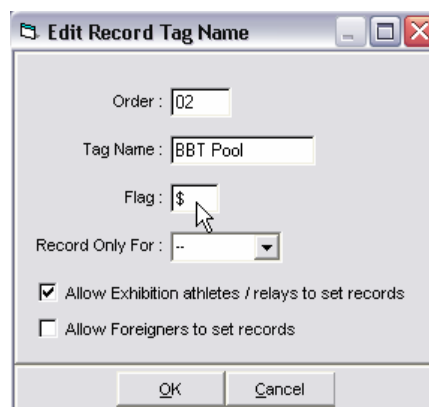 Edit Record Tag Name
Order : 02
Tag Name : BBT Pool
Flag : $
Record Only For : --
Allow Exhibition athletes / relays to set records
Allow Foreigners to set records
OK Cancel